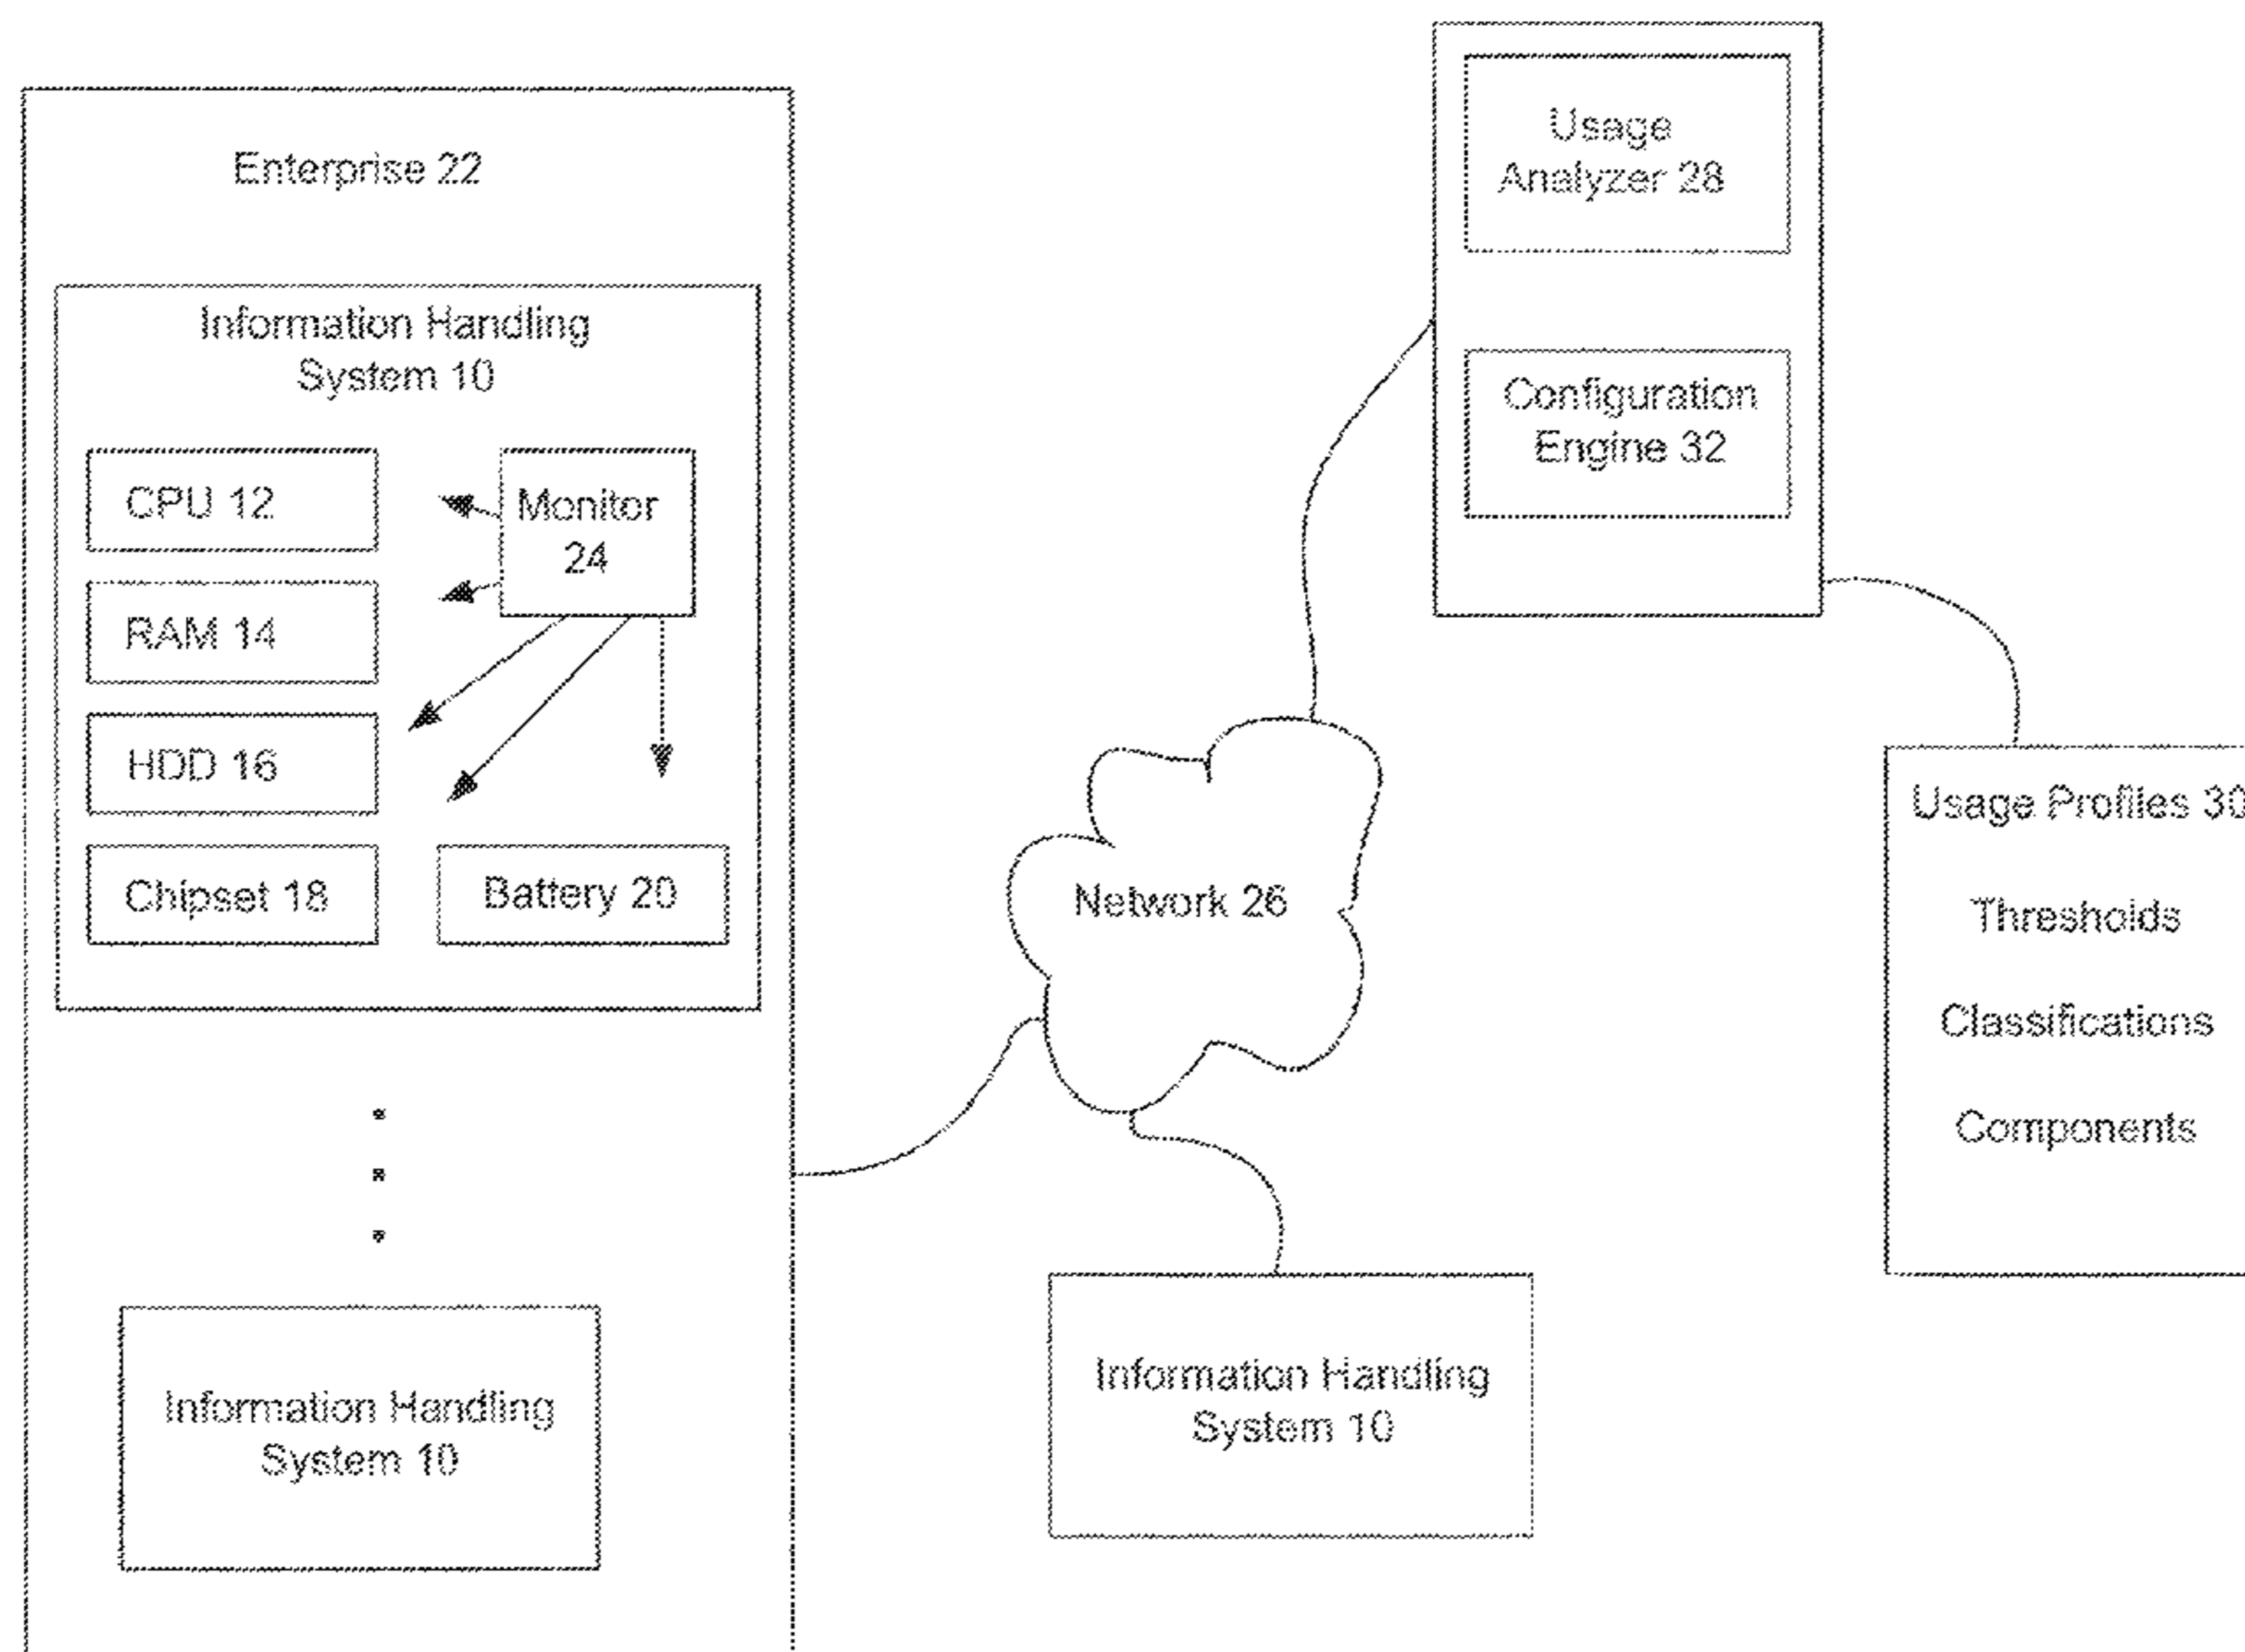 Enterprise 22
Information Handling
System 10
CPU 12
Monitor
24
RAM 14
HDD 16
Chipset 18
Battery 20
Information Handling
System 10
Network 26
Information Handling
System 10
Usage
Analyzer 28
Configuration
Engine 32
Usage Profiles 30
Thresholds
Classifications
Components